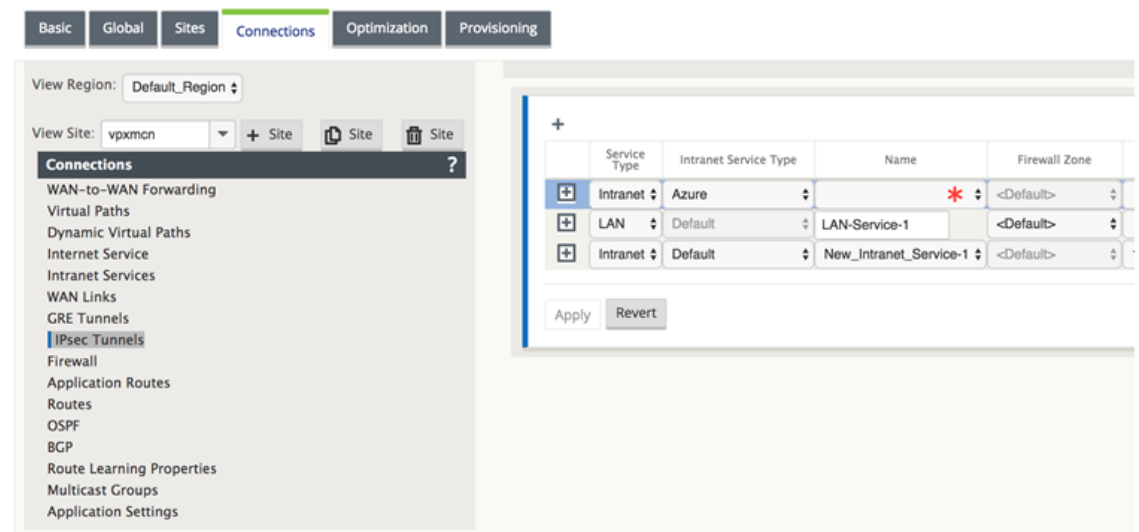 Basic Global Sites Connections Optimization Provisioning
View Region: Default_Region
View Site: vpxmcn + Site Site Site
Connections ?
WAN-to-WAN Forwarding
Virtual Paths
Dynamic Virtual Paths
Internet Service
Intranet Services
WAN Links
GRE Tunnels
IPsec Tunnels
Firewall
Application Routes
Routes
OSPF
BGP
Route Learning Properties
Multicast Groups
Application Settings
+
Service Type Intranet Service Type Name Firewall Zone
+ Intranet Azure * <Default>
+ LAN Default LAN-Service-1 <Default>
+ Intranet Default New_Intranet_Service-1 <Default>
Apply Revert